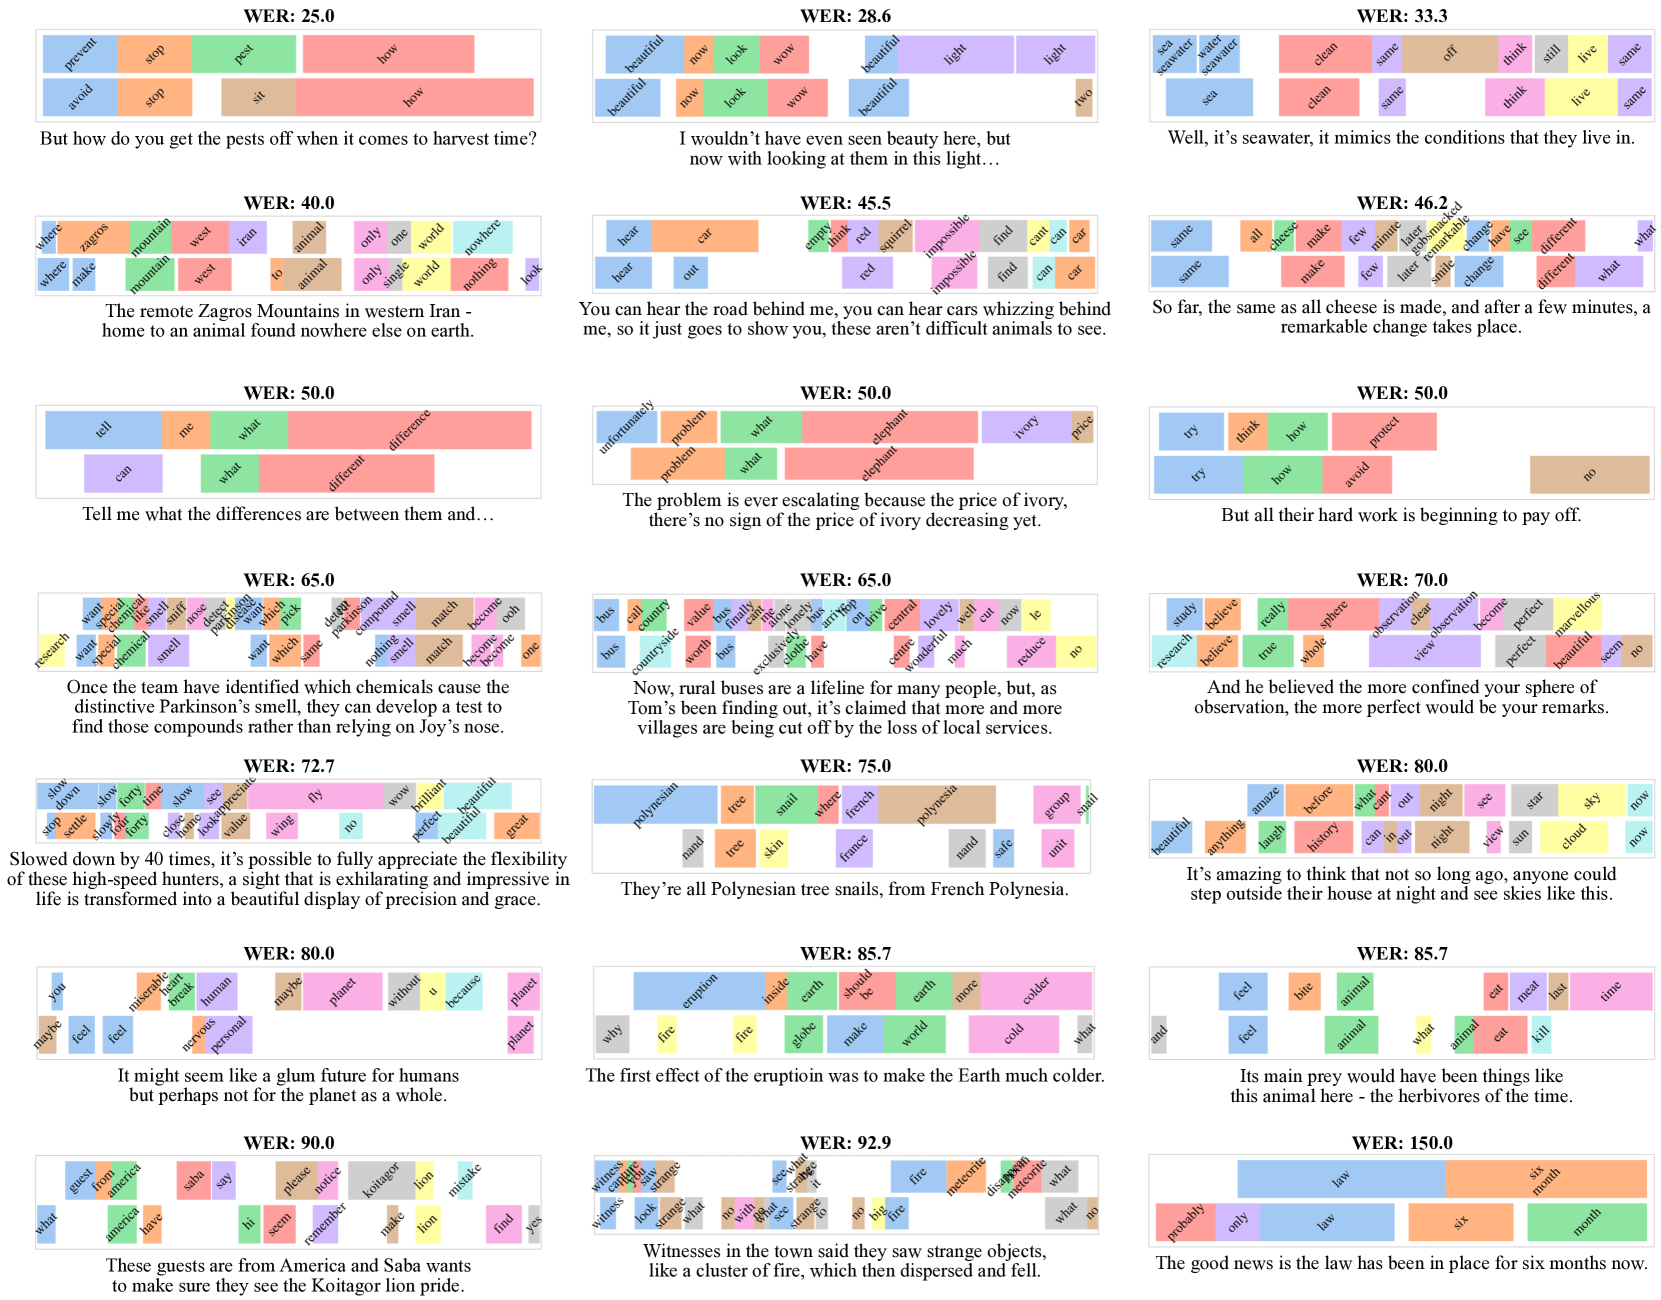 WER: 25.0
prevent stop pest how
avoid stop sit how
But how do you get the pests off when it comes to harvest time?
WER: 28.6
beautiful now look wow beautiful light light
beautiful now look wow beautiful two
I wouldn't have even seen beauty here, but
now with looking at them in this light…
WER: 33.3
sea seawater water seawater clean same off think still live same
sea clean same think live same
Well, it's seawater, it mimics the conditions that they live in.
WER: 40.0
where zagros mountain west iran animal only one world nowhere
where make mountain west to animal only single world nothing look
The remote Zagros Mountains in western Iran -
home to an animal found nowhere else on earth.
WER: 45.5
hear car empty think red squirrel impossible find cant can car
hear out red impossible find can car
You can hear the road behind me, you can hear cars whizzing behind
me, so it just goes to show you, these aren't difficult animals to see.
WER: 46.2
same all cheese make few minute later gobsmacked remarkable change have see different what
same make few later smile change different what
So far, the same as all cheese is made, and after a few minutes, a
remarkable change takes place.
WER: 50.0
tell me what difference
can what different
Tell me what the differences are between them and…
WER: 50.0
unfortunately problem what elephant ivory price
problem what elephant
The problem is ever escalating because the price of ivory,
there's no sign of the price of ivory decreasing yet.
WER: 50.0
try think how protect
try how avoid no
But all their hard work is beginning to pay off.
WER: 65.0
want special chemical like smell sniff nose detect parkinson disease want which pick parkinson compound smell match become ooh
research want special chemical smell want which same nothing smell match become become one
Once the team have identified which chemicals cause the
distinctive Parkinson's smell, they can develop a test to
find those compounds rather than relying on Joy's nose.
WER: 65.0
bus call country value bus finally cant me alone lonely bus arrive top on drive central lovely well cut now le
bus countryside worth bus exclusively clothe have centre wonderful much reduce no
Now, rural buses are a lifeline for many people, but, as
Tom's been finding out, it's claimed that more and more
villages are being cut off by the loss of local services.
WER: 70.0
study believe really sphere observation clear observation become perfect marvellous
research believe true whole view perfect beautiful seem no
And he believed the more confined your sphere of
observation, the more perfect would be your remarks.
WER: 72.7
slow down slow forty time slow see appreciate fly wow brilliant beautiful
stop settle slowly four forty close home look value wing no perfect beautiful great
Slowed down by 40 times, it's possible to fully appreciate the flexibility
of these high-speed hunters, a sight that is exhilarating and impressive in
life is transformed into a beautiful display of precision and grace.
WER: 75.0
polynesian tree snail where french polynesia group snail
nand tree skin france nand safe unit
They're all Polynesian tree snails, from French Polynesia.
WER: 80.0
amaze before what cant out night see star sky now
beautiful anything laugh history can in out night view sun cloud now
It's amazing to think that not so long ago, anyone could
step outside their house at night and see skies like this.
WER: 80.0
you miserable heart break human maybe planet without u because planet
maybe feel feel nervous personal planet
It might seem like a glum future for humans
but perhaps not for the planet as a whole.
WER: 85.7
eruption inside earth should be earth more colder
why fire fire globe make world cold what
The first effect of the eruptioin was to make the Earth much colder.
WER: 85.7
feel bite animal eat meat last time
and feel animal what animal eat kill
Its main prey would have been things like
this animal here - the herbivores of the time.
WER: 90.0
guest from america saba say please notice koitagor lion mistake
what america have hi seem remember make lion find yes
These guests are from America and Saba wants
to make sure they see the Koitagor lion pride.
WER: 92.9
witness saw strange see what strange it fire meteorite meteorite what
witness look strange what no with what see strange to no big fire what no
Witnesses in the town said they saw strange objects,
like a cluster of fire, which then dispersed and fell.
WER: 150.0
law six month
probably only law six month
The good news is the law has been in place for six months now.